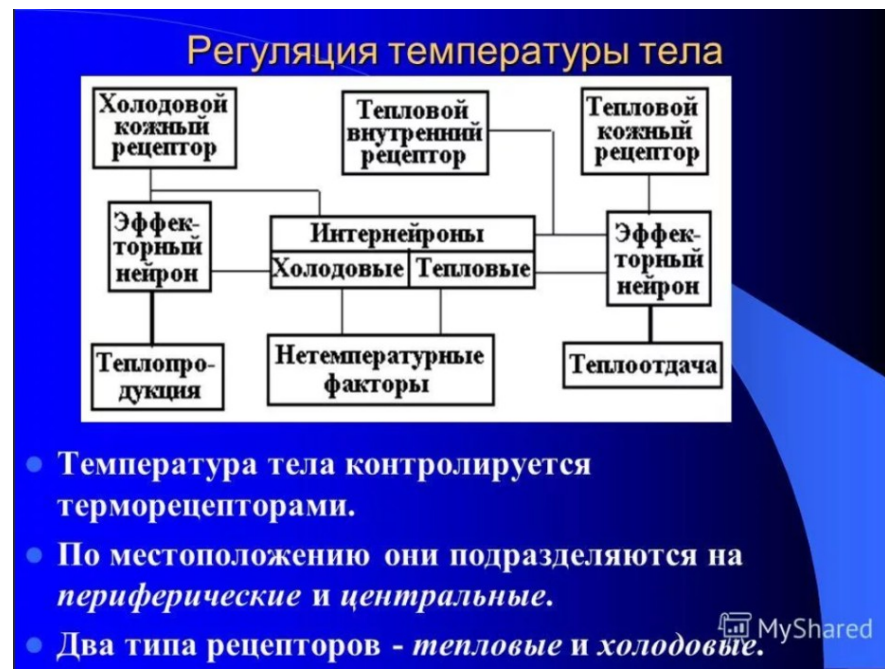 Регуляция температуры тела
Холодовой
кожный
рецептор
Тепловой
внутренний
рецептор
Тепловой
кожный
рецептор
Эффек-
торный
нейрон
Интернейроны
Холодовые
Тепловые
Эффек-
торный
нейрон
Теплопро-
дукция
Нетемпературные
факторы
Теплоотдача
Температура тела контролируется
терморецепторами.
По местоположению они подразделяются на
периферические и центральные.
Два типа рецепторов - тепловые и холодовые.
MyShared